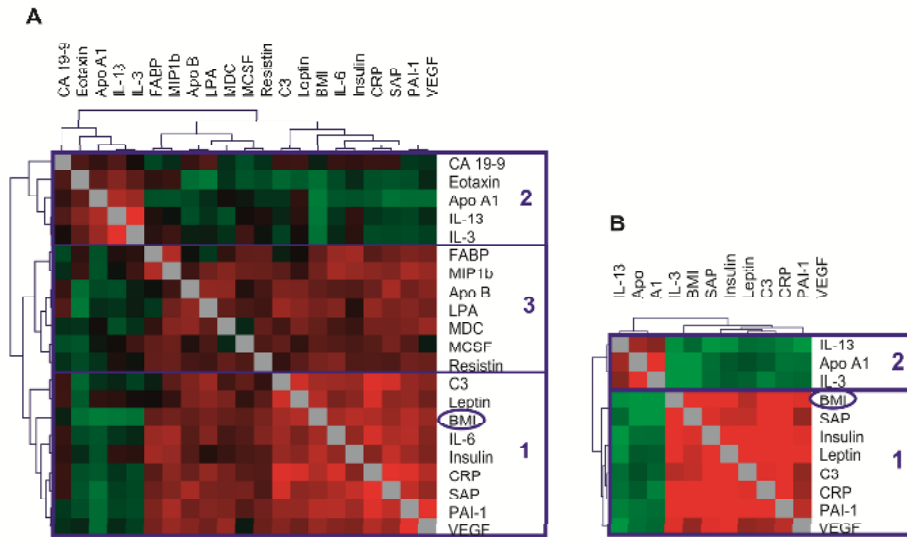 A
CA 19-9
Eotaxin
Apo A1
IL-13
IL-3
FABP
MIP1b
Apo B
LPA
MDC
MCSF
Resistin
C3
Leptin
BMI
IL-6
Insulin
CRP
SAP
PAI-1
VEGF
CA 19-9
Eotaxin
Apo A1
IL-13
IL-3
2
FABP
MIP1b
Apo B
LPA
MDC
MCSF
Resistin
3
C3
Leptin
BMI
IL-6
Insulin
CRP
SAP
PAI-1
VEGF
1
B
IL-13
Apo
A1
IL-3
BMI
SAP
Insulin
Leptin
C3
CRP
PAI-1
VEGF
IL-13
Apo A1
IL-3
2
BMI
SAP
Insulin
Leptin
C3
CRP
PAI-1
VEGF
1